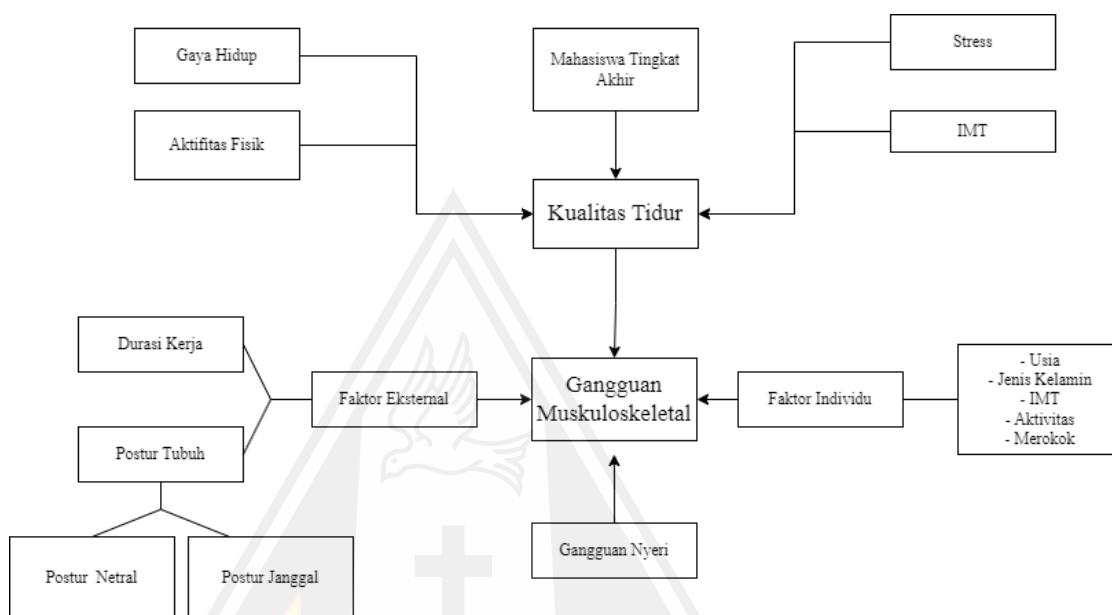 Gaya Hidup
Mahasiswa Tingkat
Akhir
Stress
Aktifitas Fisik
IMT
Kualitas Tidur
Durasi Kerja
Faktor Eksternal
Gangguan
Muskuloskeletal
Faktor Individu
- Usia
- Jenis Kelamin
- IMT
- Aktivitas
- Merokok
Postur Tubuh
Gangguan Nyeri
Postur Netral
Postur Janggal